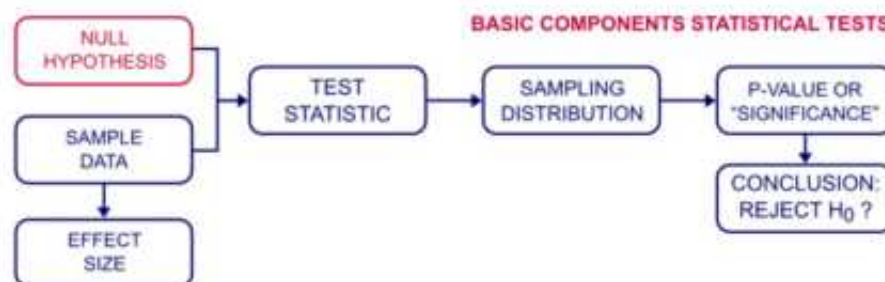 BASIC COMPONENTS STATISTICAL TESTS
NULL
HYPOTHESIS
TEST
STATISTIC
SAMPLING
DISTRIBUTION
P-VALUE OR
"SIGNIFICANCE"
SAMPLE
DATA
CONCLUSION:
REJECT H0 ?
EFFECT
SIZE